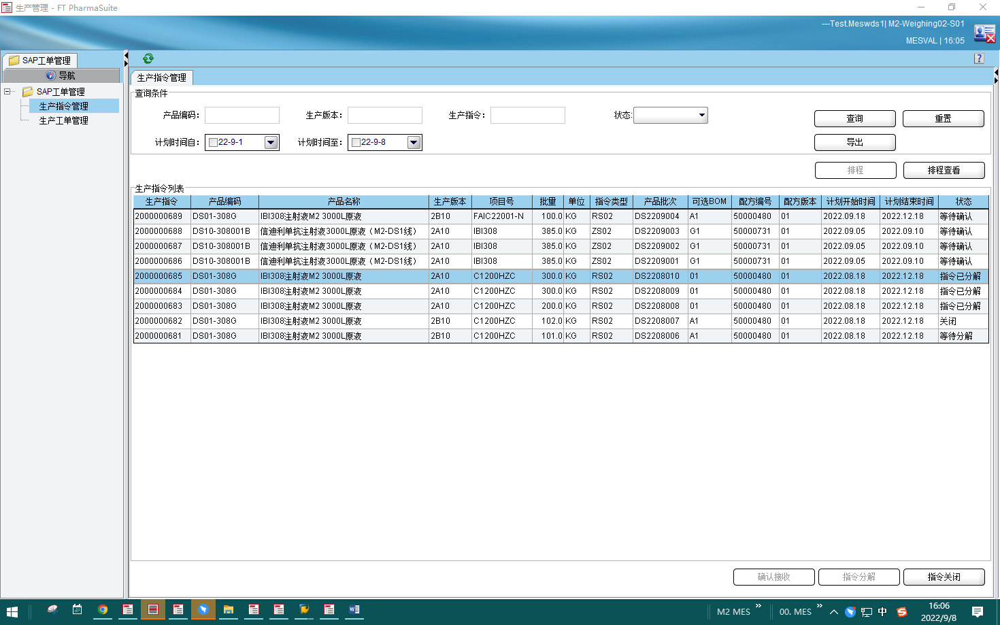 生产管理 - FT PharmaSuite
---Test.Meswds1| M2-Weighing02-S01
MESVAL | 16:05
SAP工单管理
导航
SAP工单管理
生产指令管理
生产工单管理
?
生产指令管理
查询条件
产品编码：
生产版本：
生产指令：
状态:
查询
重置
计划时间自：
22-9-1
计划时间至：
22-9-8
导出
排程
排程查看
生产指令列表
生产指令 产品编码 产品名称 生产版本 项目号 批量 单位 指令类型 产品批次 可选BOM 配方编号 配方版本 计划开始时间 计划结束时间 状态
2000000689 DS01-308G IBI308注射液M2 3000L原液 2B10 FAIC22001-N 100.0 KG RS02 DS2209004 A1 50000480 01 2022.09.18 2022.12.18 等待确认
2000000688 DS10-308001B 信迪利单抗注射液3000L原液（M2-DS1线） 2A10 IBI308 385.0 KG ZS02 DS2209003 G1 50000731 01 2022.09.05 2022.09.10 等待确认
2000000687 DS10-308001B 信迪利单抗注射液3000L原液（M2-DS1线） 2A10 IBI308 385.0 KG ZS02 DS2209002 G1 50000731 01 2022.09.05 2022.09.10 等待确认
2000000686 DS10-308001B 信迪利单抗注射液3000L原液（M2-DS1线） 2A10 IBI308 385.0 KG ZS02 DS2209001 G1 50000731 01 2022.09.05 2022.09.10 等待确认
2000000685 DS01-308G IBI308注射液M2 3000L原液 2A10 C1200HZC 300.0 KG RS02 DS2208010 01 50000480 01 2022.08.18 2022.12.18 指令已分解
2000000684 DS01-308G IBI308注射液M2 3000L原液 2A10 C1200HZC 300.0 KG RS02 DS2208009 01 50000480 01 2022.08.18 2022.12.18 指令已分解
2000000683 DS01-308G IBI308注射液M2 3000L原液 2A10 C1200HZC 200.0 KG RS02 DS2208008 01 50000480 01 2022.08.18 2022.12.18 指令已分解
2000000682 DS01-308G IBI308注射液M2 3000L原液 2B10 C1200HZC 102.0 KG RS02 DS2208007 A1 50000480 01 2022.08.18 2022.12.18 关闭
2000000681 DS01-308G IBI308注射液M2 3000L原液 2B10 C1200HZC 101.0 KG RS02 DS2208006 A1 50000480 01 2022.08.18 2022.12.18 等待分解
确认接收
指令分解
指令关闭
M2 MES
00. MES
中
16:06
2022/9/8